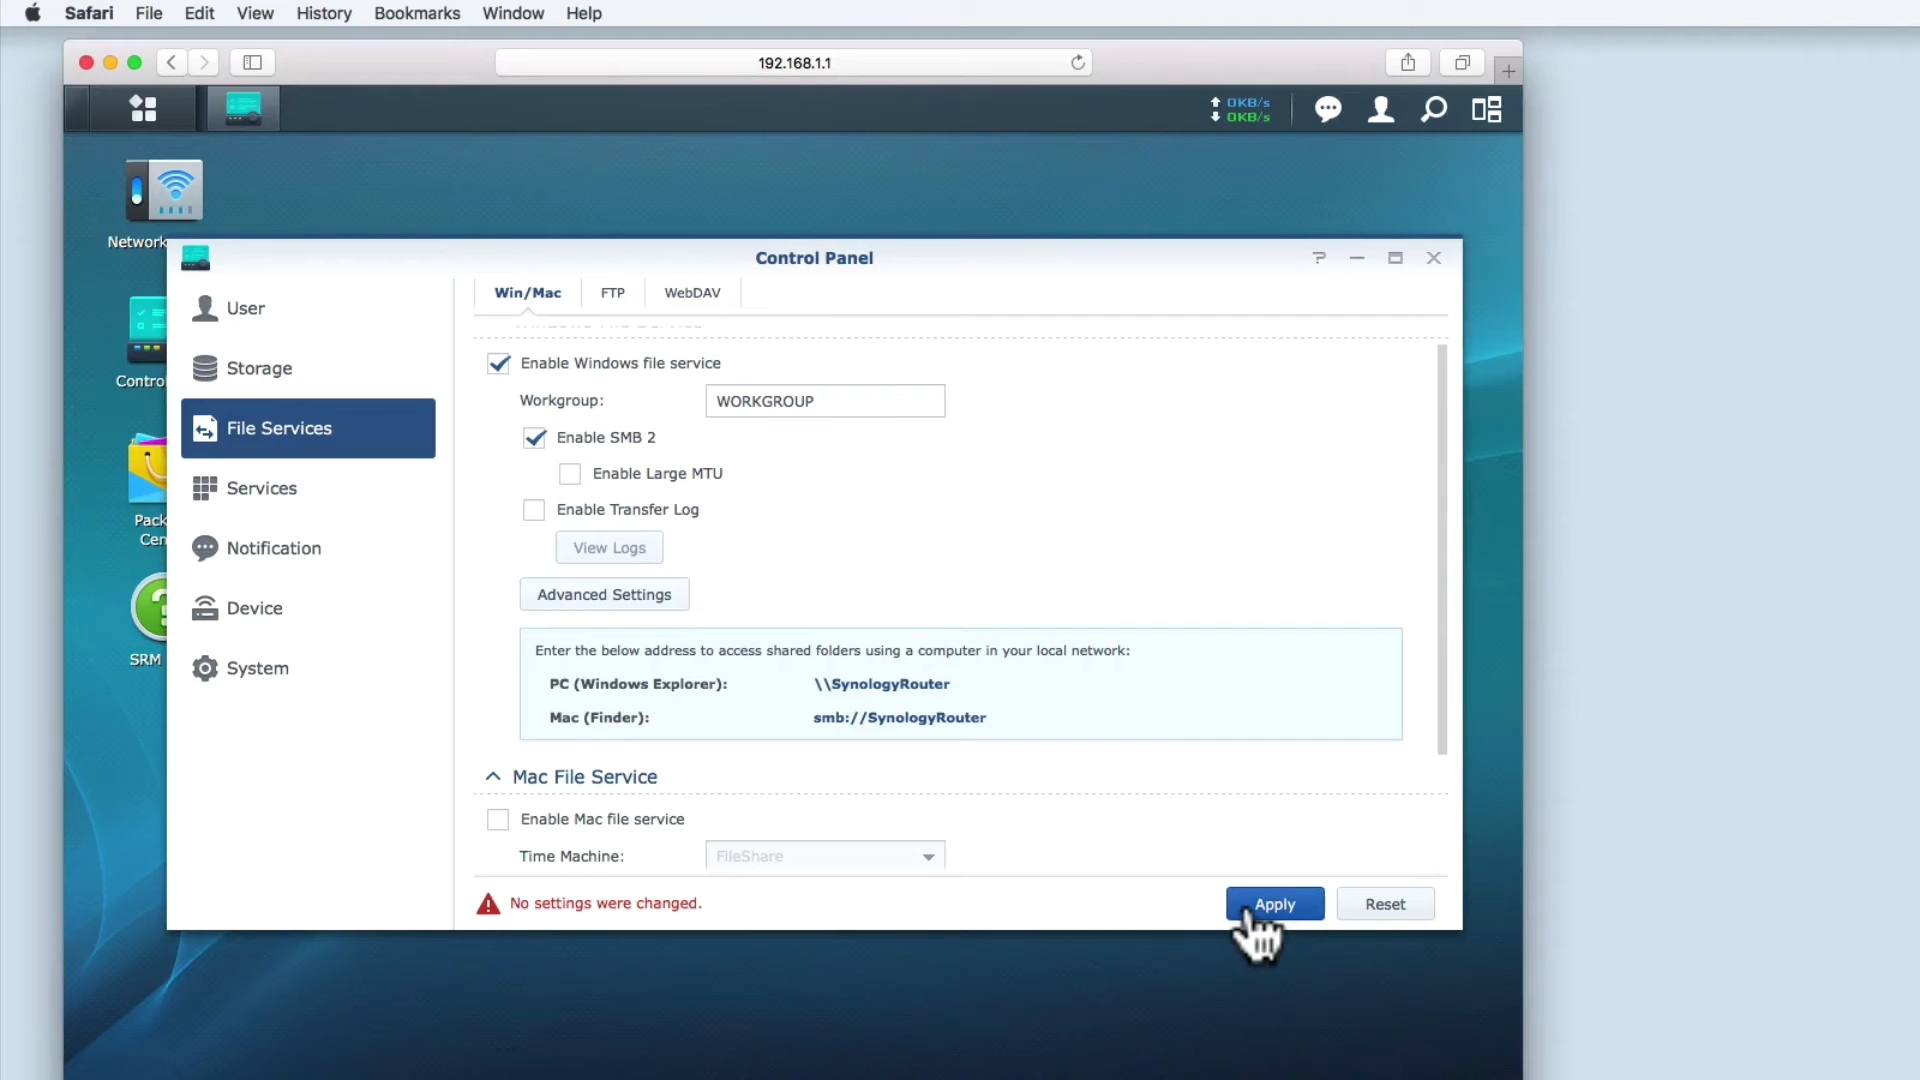 Safari File Edit View History Bookmarks Window Help
192.168.1.1
0KB/s
0KB/s
Network
Control Panel
Contro
Pack
Cen
SRM
User
Storage
File Services
Services
Notification
Device
System
Win/Mac FTP WebDAV
Enable Windows file service
Workgroup: WORKGROUP
Enable SMB 2
Enable Large MTU
Enable Transfer Log
View Logs
Advanced Settings
Enter the below address to access shared folders using a computer in your local network:
PC (Windows Explorer): \\SynologyRouter
Mac (Finder): smb://SynologyRouter
Mac File Service
Enable Mac file service
Time Machine: FileShare
No settings were changed.
Apply Reset